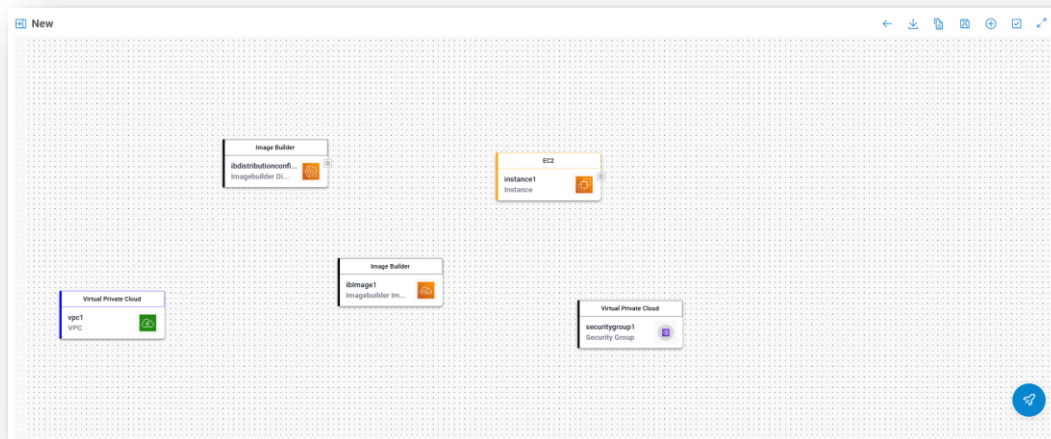 New
Image Builder
ibdistributionconfi...
Imagebuilder Di...
EC2
instance1
Instance
Image Builder
ibImage1
Imagebuilder Im...
Virtual Private Cloud
vpc1
VPC
Virtual Private Cloud
securitygroup1
Security Group